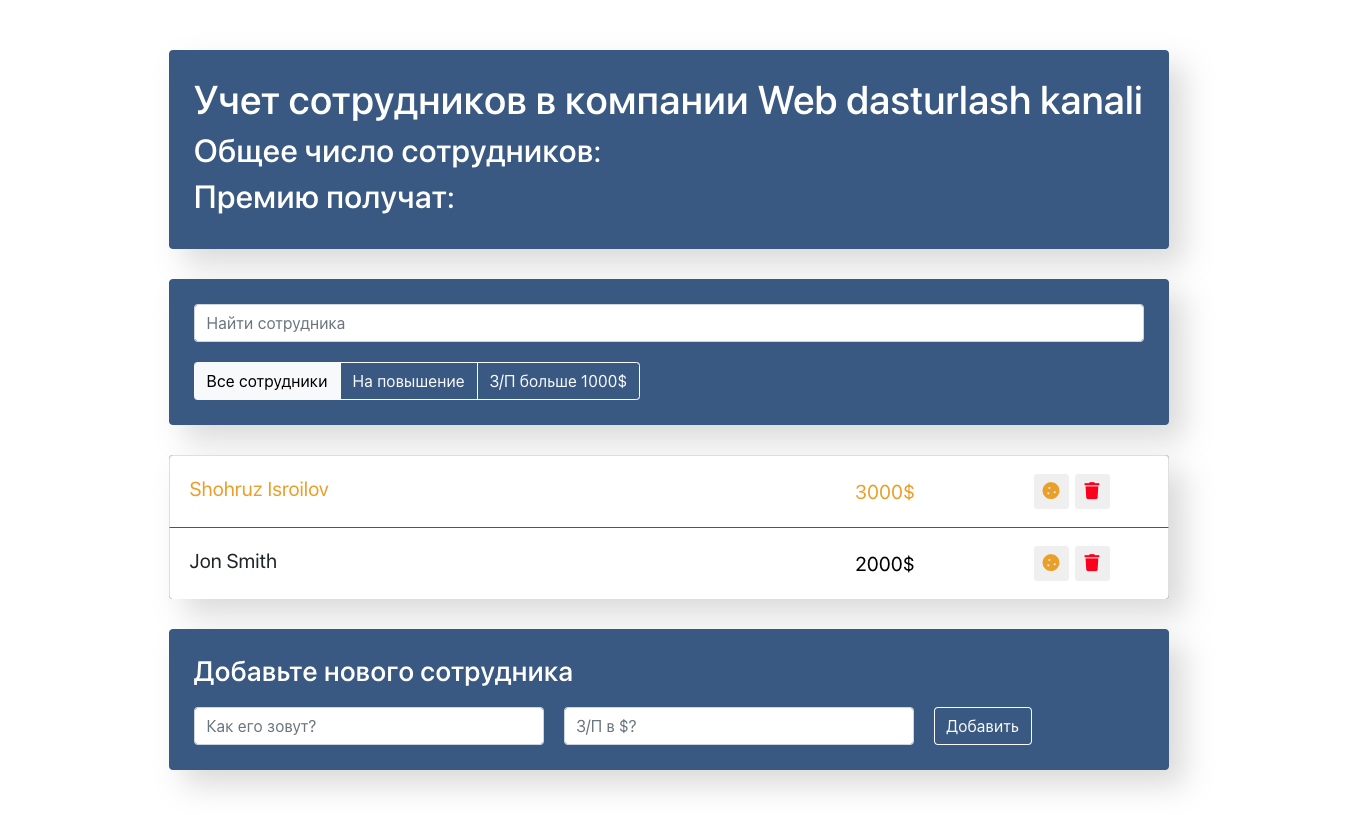 Учет сотрудников в компании Web dasturlash kanali
Общее число сотрудников:
Премию получат:
Найти сотрудника
Все сотрудники На повышение З/П больше 1000$
Shohruz Isroilov 3000$
Jon Smith 2000$
Добавьте нового сотрудника
Как его зовут? З/П в $? Добавить